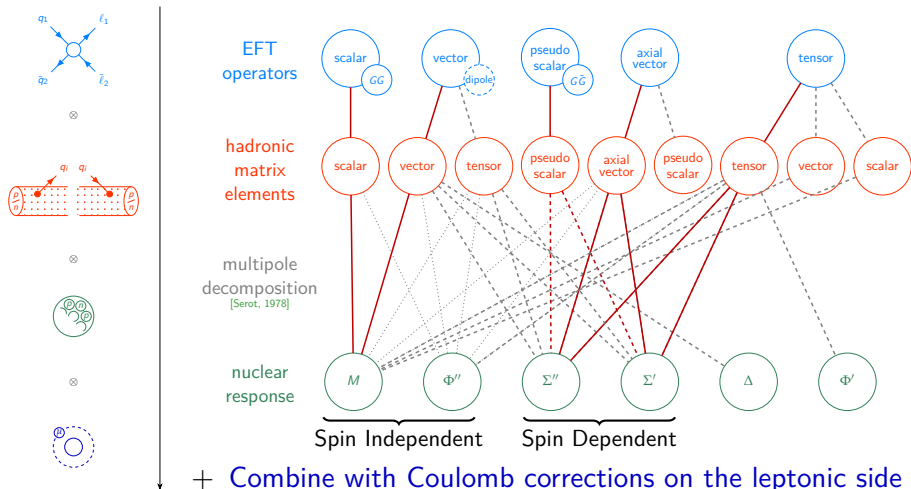 q₁ ℓ₁
q̄₂ ℓ̄₂
⊗
qᵢ qᵢ
p/n p/n
⊗
p n
p
⊗
μ
EFT
operators
scalar
GG
vector
dipole
pseudo
scalar
GG̃
axial
vector
tensor
hadronic
matrix
elements
scalar
vector
tensor
pseudo
scalar
axial
vector
pseudo
scalar
tensor
vector
scalar
multipole
decomposition
[Serot, 1978]
nuclear
response
M
Φ′′
Σ′′
Σ′
Δ
Φ′
Spin Independent
Spin Dependent
+ Combine with Coulomb corrections on the leptonic side